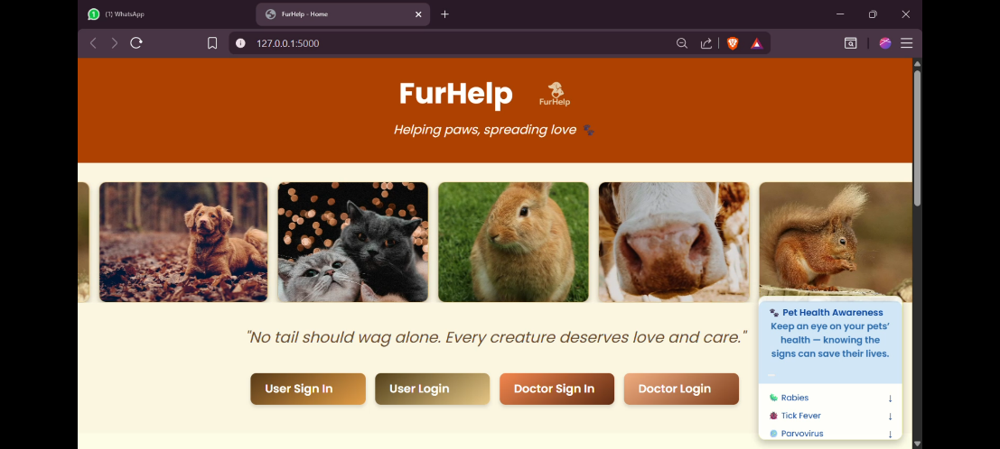 1 (1) WhatsApp
FurHelp - Home
127.0.0.1:5000
FurHelp
FurHelp
Helping paws, spreading love 🐾
"No tail should wag alone. Every creature deserves love and care."
User Sign In
User Login
Doctor Sign In
Doctor Login
🐾 Pet Health Awareness
Keep an eye on your pets'
health — knowing the
signs can save their lives.
Rabies ↓
Tick Fever ↓
Parvovirus ↓